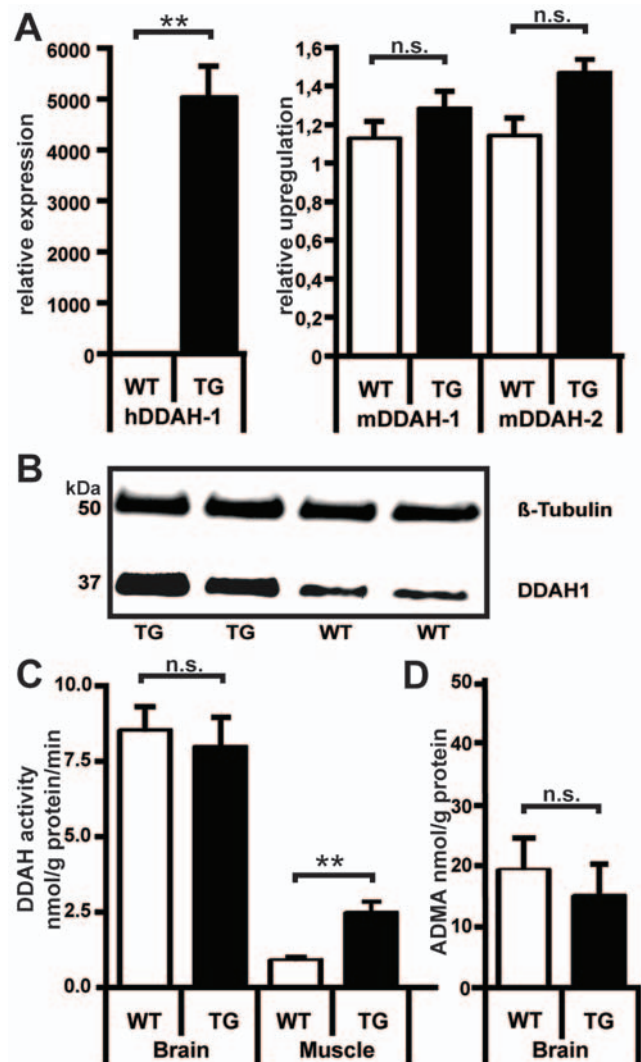 A
**
relative expression
6000
5000
4000
3000
2000
1000
0
WT TG
hDDAH-1
n.s.
n.s.
relative upregulation
1,6
1,4
1,2
1
0,8
0,6
0,4
0,2
0
WT TG WT TG
mDDAH-1 mDDAH-2
B
kDa
50
37
ß-Tubulin
DDAH1
TG TG WT WT
C
n.s.
**
DDAH activity
nmol/g protein/min
10.0
7.5
5.0
2.5
0.0
WT TG WT TG
Brain Muscle
D
n.s.
ADMA nmol/g protein
50
40
30
20
10
0
WT TG
Brain